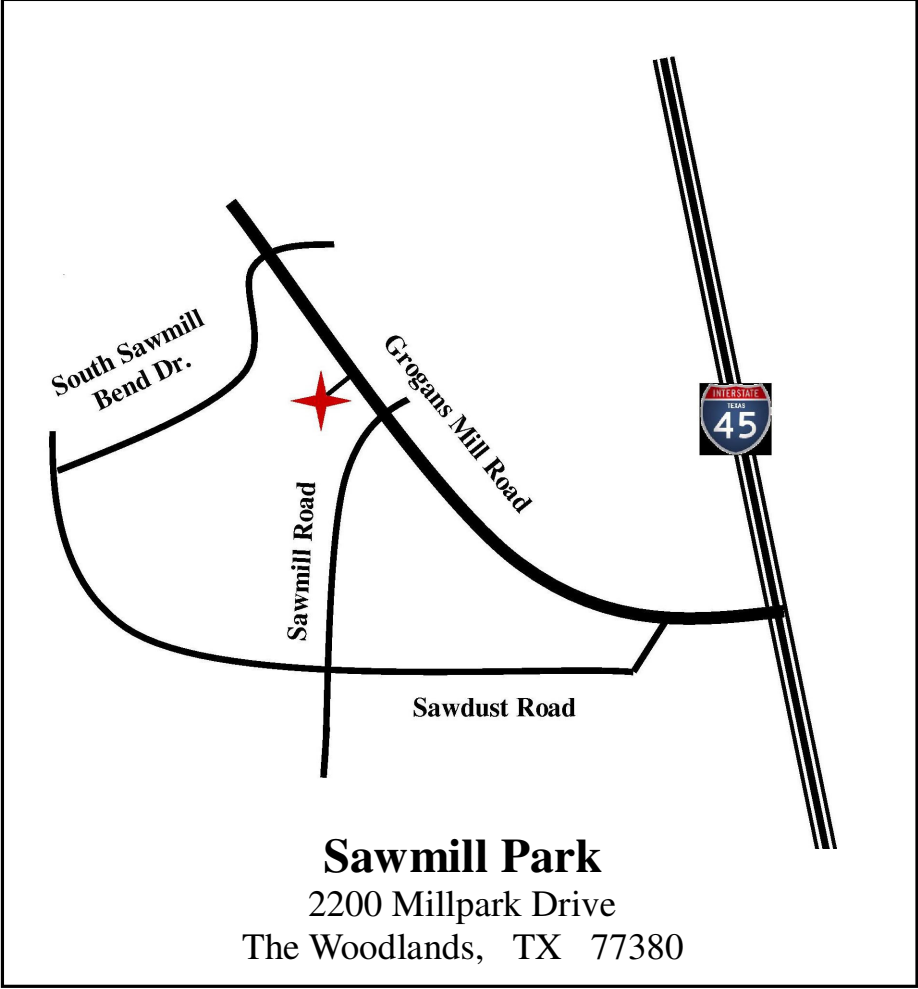 South Sawmill
Bend Dr.
Grogans Mill Road
INTERSTATE
TEXAS
45
Sawmill Road
Sawdust Road
Sawmill Park
2200 Millpark Drive
The Woodlands, TX 77380